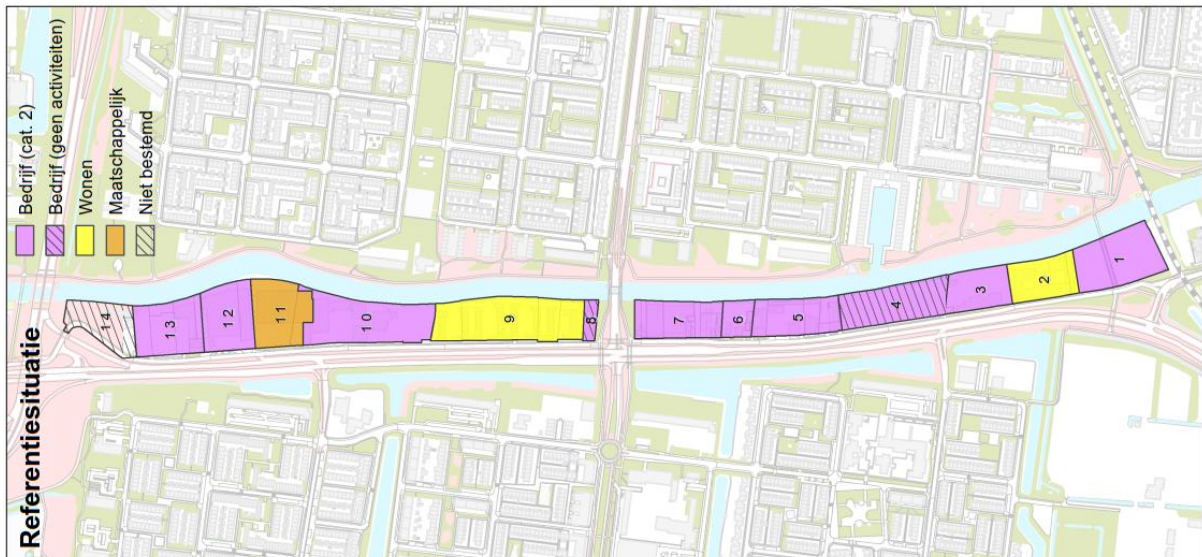 Referentiesituatie
Bedrijf (cat. 2)
Bedrijf (geen activiteiten)
Wonen
Maatschappelijk
Niet bestemd
14
13
12
11
10
9
8
7
6
5
4
3
2
1